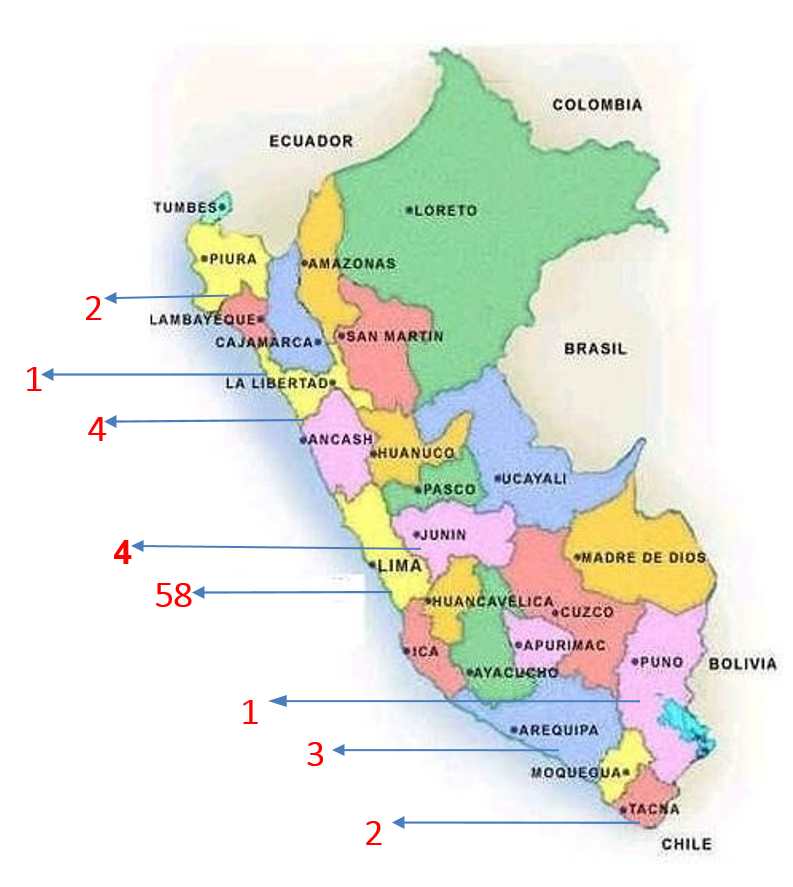 COLOMBIA
ECUADOR
TUMBES
LORETO
PIURA
AMAZONAS
2
LAMBAYEQUE
SAN MARTIN
CAJAMARCA
BRASIL
1
LA LIBERTAD
4
ANCASH
HUANUCO
UCAYALI
PASCO
JUNIN
4
MADRE DE DIOS
LIMA
58
HUANCAVELICA
CUZCO
APURIMAC
ICA
PUNO
BOLIVIA
AYACUCHO
1
AREQUIPA
3
MOQUEGUA
TACNA
2
CHILE